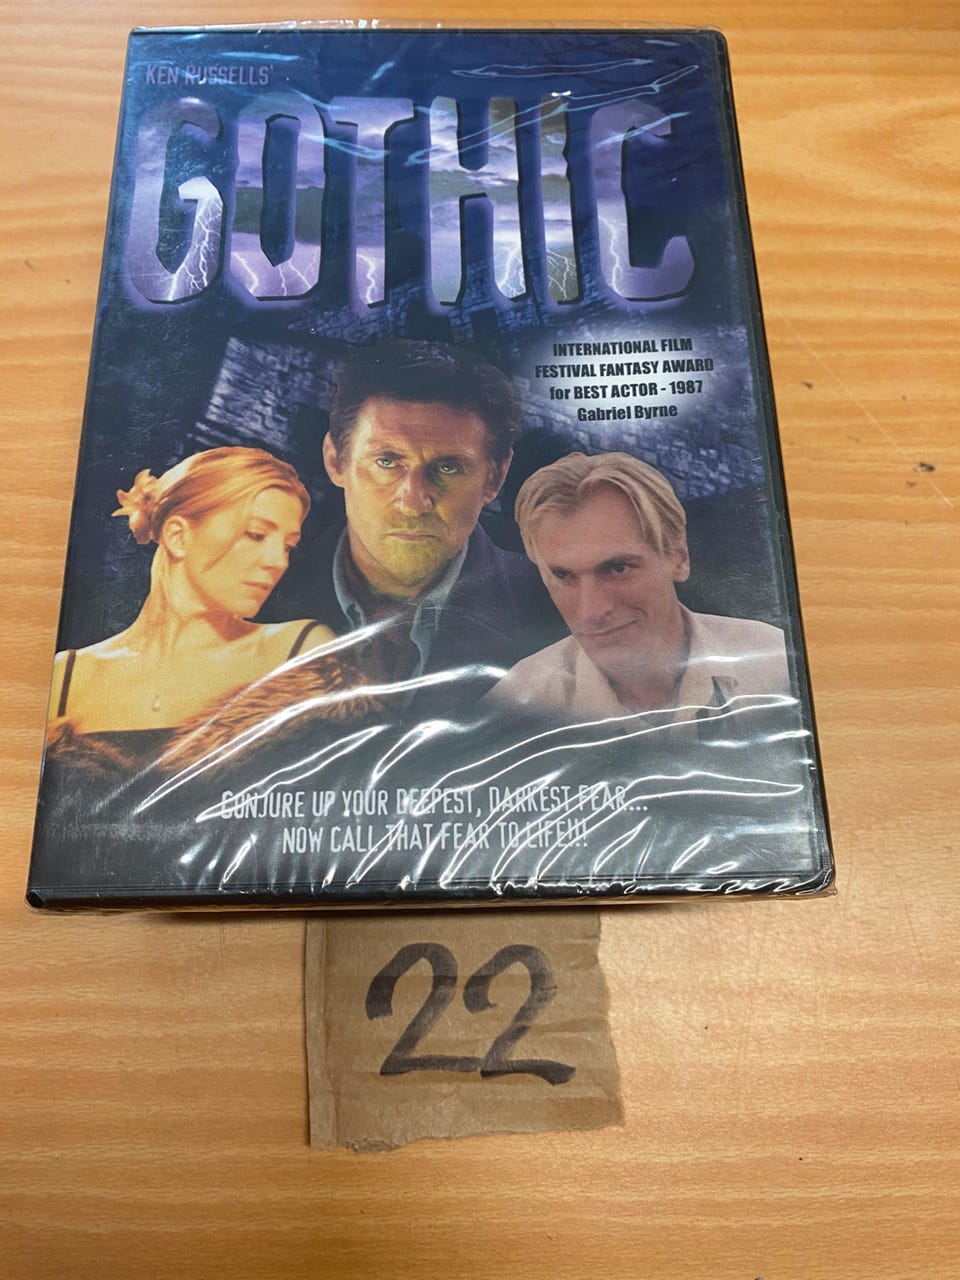 KEN RUSSELLS'
GOTHIC
INTERNATIONAL FILM
FESTIVAL FANTASY AWARD
for BEST ACTOR - 1987
Gabriel Byrne
CONJURE UP YOUR DEEPEST, DARKEST FEAR...
NOW CALL THAT FEAR TO LIFE!!!
22